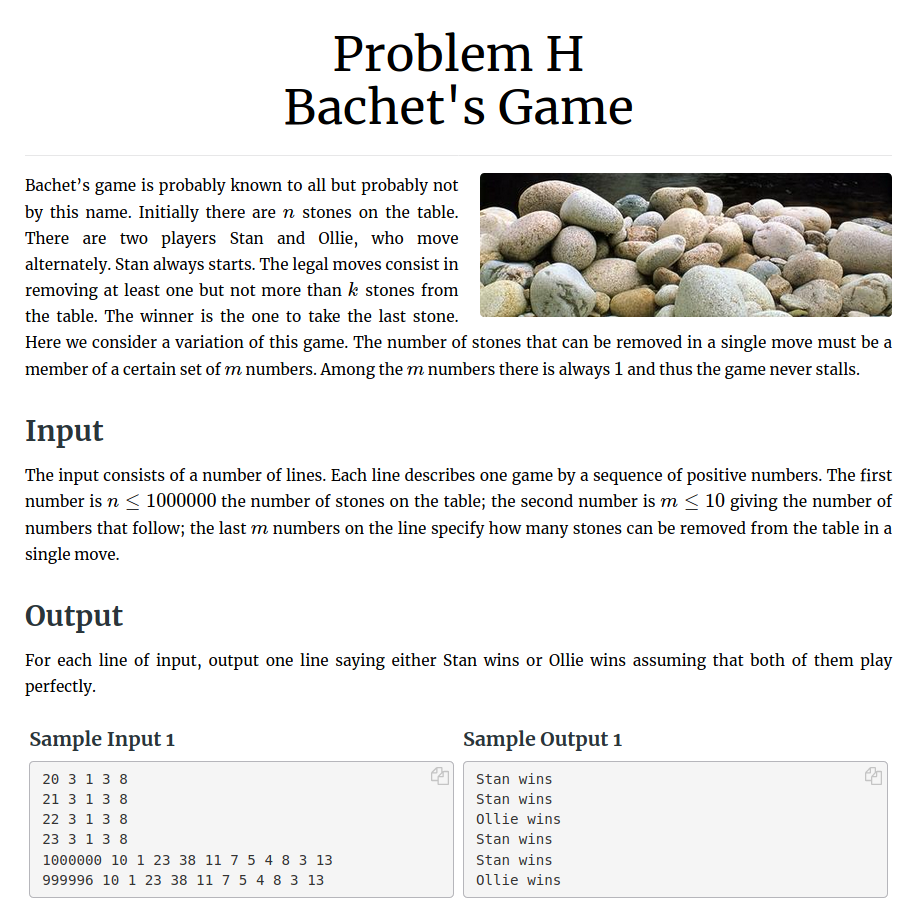 Problem H
Bachet's Game
Bachet’s game is probably known to all but probably not
by this name. Initially there are n stones on the table.
There are two players Stan and Ollie, who move
alternately. Stan always starts. The legal moves consist in
removing at least one but not more than k stones from
the table. The winner is the one to take the last stone.
Here we consider a variation of this game. The number of stones that can be removed in a single move must be a
member of a certain set of m numbers. Among the m numbers there is always 1 and thus the game never stalls.
Input
The input consists of a number of lines. Each line describes one game by a sequence of positive numbers. The first
number is n ≤ 1000000 the number of stones on the table; the second number is m ≤ 10 giving the number of
numbers that follow; the last m numbers on the line specify how many stones can be removed from the table in a
single move.
Output
For each line of input, output one line saying either Stan wins or Ollie wins assuming that both of them play
perfectly.
Sample Input 1
20 3 1 3 8
21 3 1 3 8
22 3 1 3 8
23 3 1 3 8
1000000 10 1 23 38 11 7 5 4 8 3 13
999996 10 1 23 38 11 7 5 4 8 3 13
Sample Output 1
Stan wins
Stan wins
Ollie wins
Stan wins
Stan wins
Ollie wins